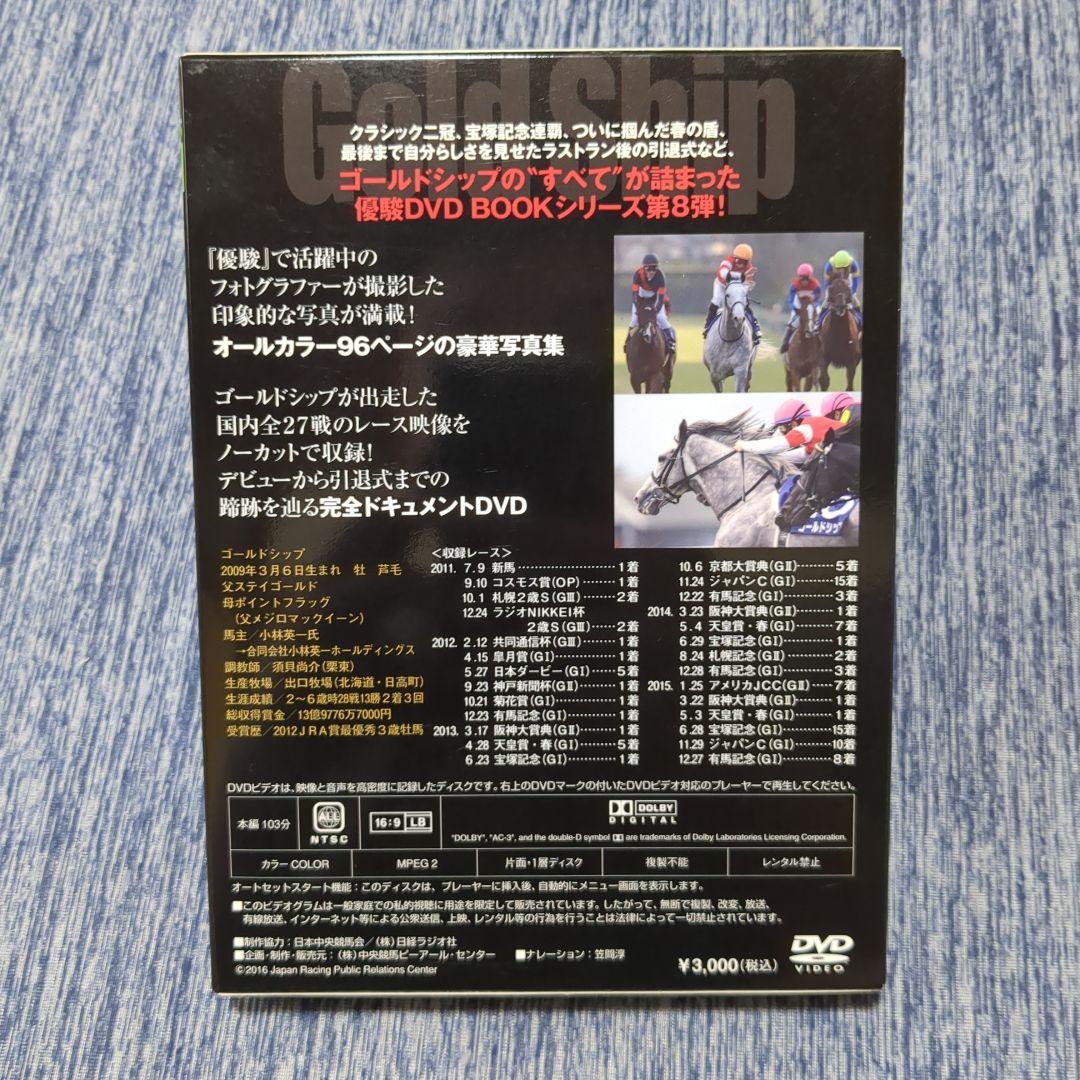 Gold Ship
クラシック二冠、宝塚記念連覇、ついに掴んだ春の盾。
最後まで自分らしさを見せたラストラン後の引退式など、
ゴールドシップの"すべて"が詰まった
優駿DVD BOOKシリーズ第8弾!
『優駿』で活躍中の
フォトグラファーが撮影した
印象的な写真が満載!
オールカラー96ページの豪華写真集
ゴールドシップが出走した
国内全27戦のレース映像を
ノーカットで収録!
デビューから引退式までの
蹄跡を辿る完全ドキュメントDVD
ゴールドシップ
ゴールドシップ
2009年3月6日生まれ 牡 芦毛
父ステイゴールド
母ポイントフラッグ
(父メジロマックイーン)
馬主/小林英一氏
→合同会社小林英一ホールディングス
調教師/須貝尚介(栗東)
生産牧場/出口牧場(北海道・日高町)
生涯成績/2〜6歳時28戦13勝2着3回
総収得賞金/13億9776万7000円
受賞歴/2012JRA賞最優秀3歳牡馬
<収録レース>
2011. 7.9 新馬………1着
9.10 コスモス賞(OP)………1着
10.1 札幌2歳S(GⅢ)………2着
12.24 ラジオNIKKEI杯
2歳S(GⅢ)……2着
2012. 2.12 共同通信杯(GⅢ)………1着
4.15 皐月賞(GⅠ)………1着
5.27 日本ダービー(GⅠ)………5着
9.23 神戸新聞杯(GⅡ)………1着
10.21 菊花賞(GⅠ)………1着
12.23 有馬記念(GⅠ)………1着
2013. 3.17 阪神大賞典(GⅡ)………1着
4.28 天皇賞・春(GⅠ)………5着
6.23 宝塚記念(GⅠ)………1着
10. 6 京都大賞典(GⅡ)………5着
11.24 ジャパンC(GⅠ)………15着
12.22 有馬記念(GⅠ)………3着
2014. 3.23 阪神大賞典(GⅡ)………1着
5. 4 天皇賞・春(GⅠ)………7着
6.29 宝塚記念(GⅠ)………1着
8.24 札幌記念(GⅡ)………2着
12.28 有馬記念(GⅠ)………3着
2015. 1.25 アメリカJCC(GⅡ)………7着
3.22 阪神大賞典(GⅡ)………1着
5. 3 天皇賞・春(GⅠ)………1着
6.28 宝塚記念(GⅠ)………15着
11.29 ジャパンC(GⅠ)………10着
12.27 有馬記念(GⅠ)………8着
DVDビデオは、映像と音声を高密度に記録したディスクです。右上のDVDマークの付いたDVDビデオ対応のプレーヤーで再生してください。
本編 103分
ALL
NTSC
16:9 LB
DOLBY
DIGITAL
"DOLBY", "AC-3", and the double-D symbol are trademarks of Dolby Laboratories Licensing Corporation.
カラー COLOR
MPEG 2
片面・1層ディスク
複製不能
レンタル禁止
オートセットスタート機能:このディスクは、プレーヤーに挿入後、自動的にメニュー画面を表示します。
■このビデオグラムは一般家庭での私的視聴に用途を限定して販売されています。したがって、無断で複製、改変、放送、
有線放送、インターネット等による公衆送信、上映、レンタル等の行為を行うことは法律によって一切禁止されています。
■制作協力:日本中央競馬会/(株)日経ラジオ社
■企画・制作・販売元:(株)中央競馬ピーアール・センター ■ナレーション:笠間淳
©2016 Japan Racing Public Relations Center
¥3,000(税込)
DVD
VIDEO